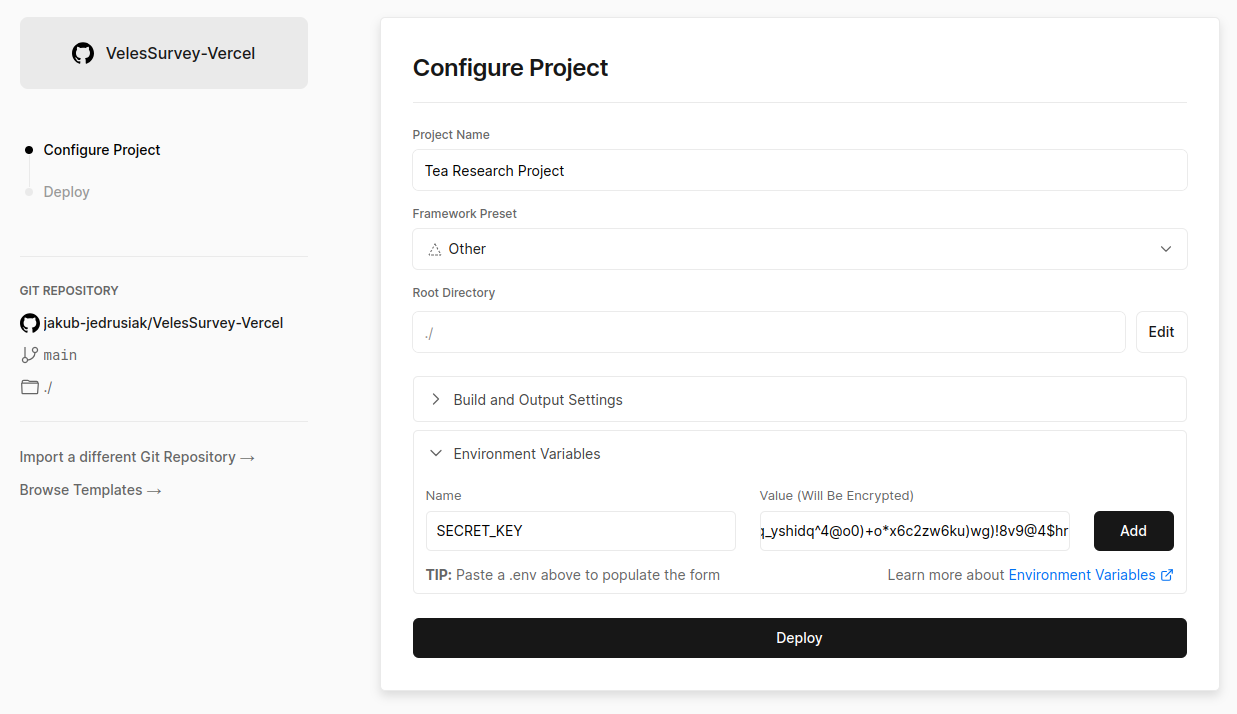 VelesSurvey-Vercel
Configure Project
Deploy
GIT REPOSITORY
jakub-jedrusiak/VelesSurvey-Vercel
main
./
Import a different Git Repository →
Browse Templates →
Configure Project
Project Name
Tea Research Project
Framework Preset
Other
Root Directory
./
Edit
Build and Output Settings
Environment Variables
Name
Value (Will Be Encrypted)
SECRET_KEY
q_yshidq^4@o0)+o*x6c2zw6ku)wg)!8v9@4$hr
Add
TIP: Paste a .env above to populate the form
Learn more about Environment Variables
Deploy